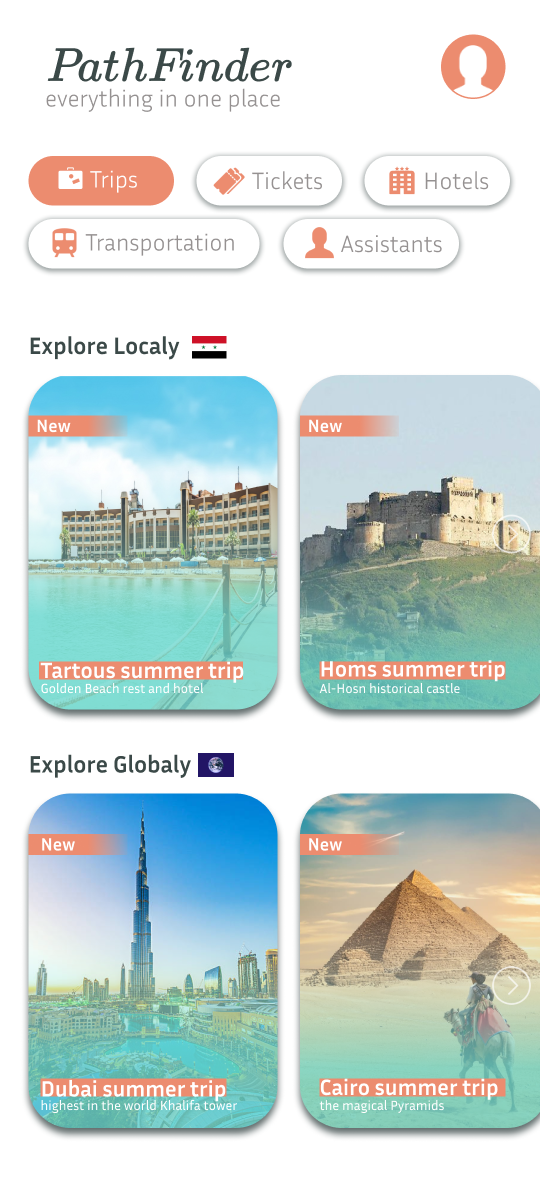 PathFinder
everything in one place
Trips
Tickets
Hotels
Transportation
Assistants
Explore Localy
New
New
Tartous summer trip
Golden Beach rest and hotel
Homs summer trip
Al-Hosn historical castle
Explore Globaly
New
New
Dubai summer trip
highest in the world Khalifa tower
Cairo summer trip
the magical Pyramids